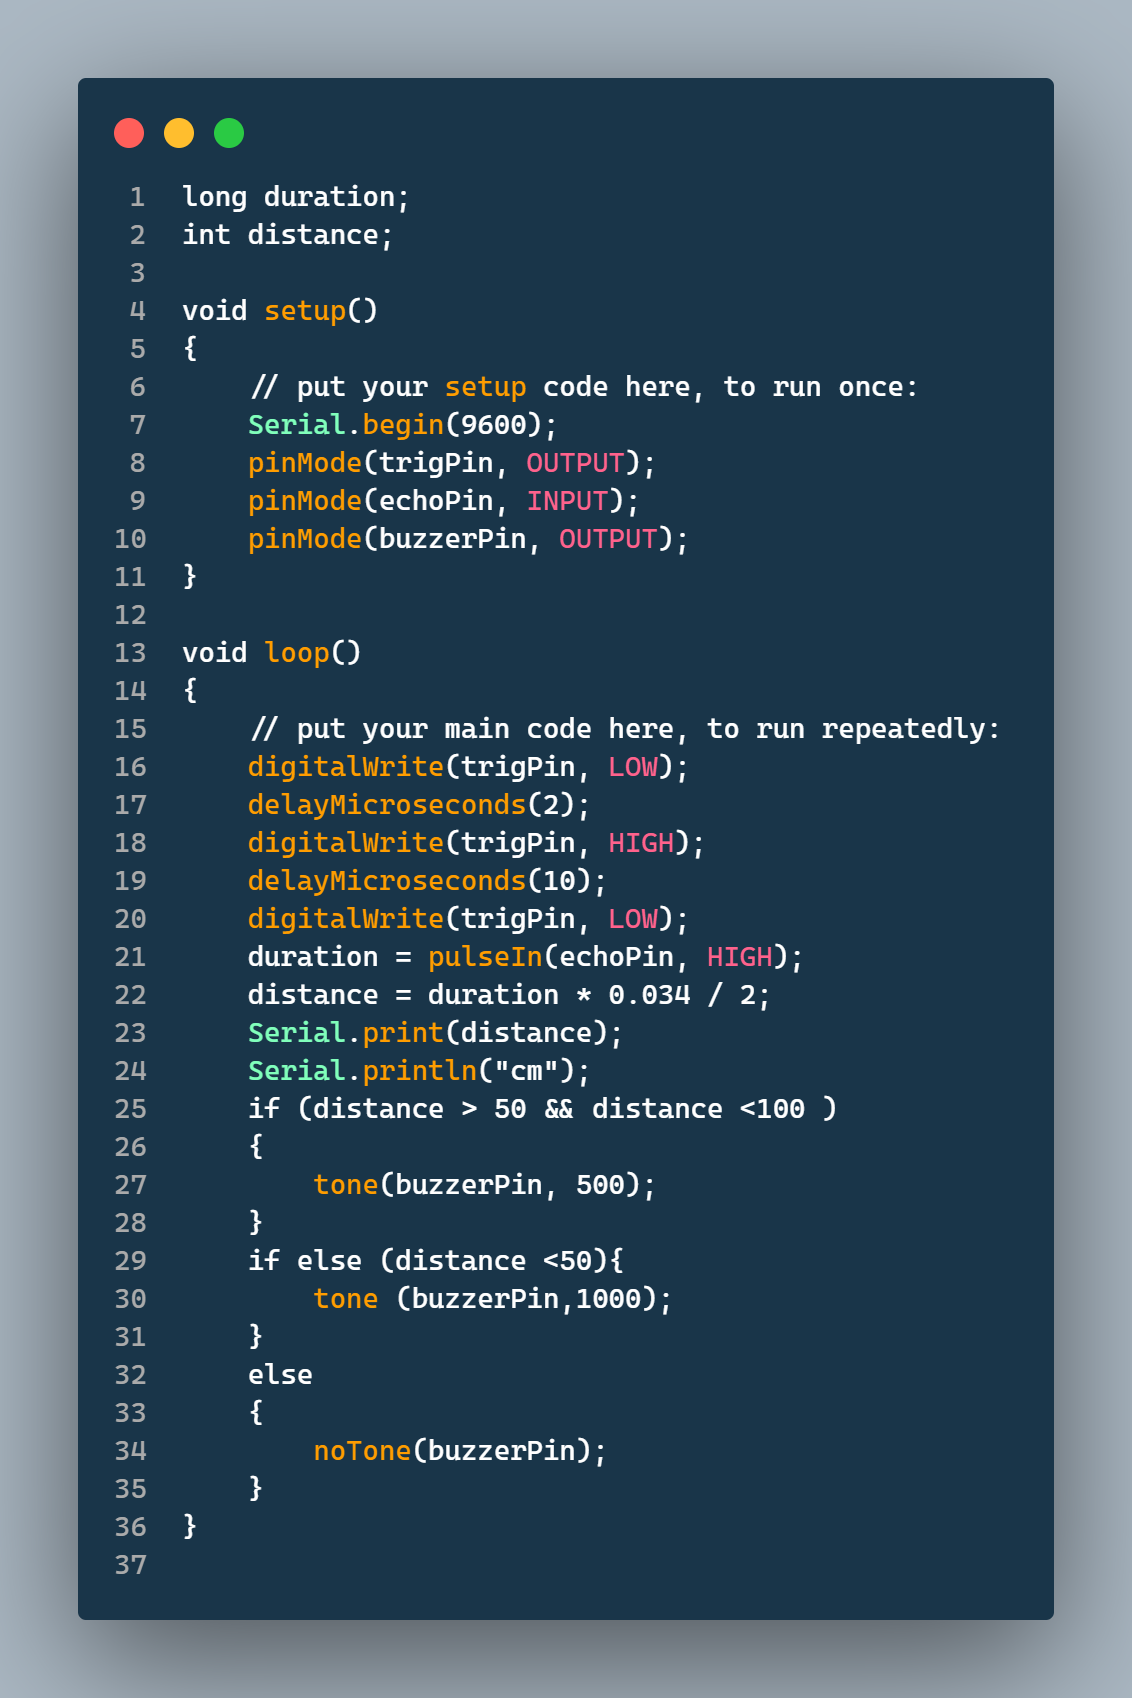 1 long duration;
2 int distance;
3
4 void setup()
5 {
6     // put your setup code here, to run once:
7     Serial.begin(9600);
8     pinMode(trigPin, OUTPUT);
9     pinMode(echoPin, INPUT);
10     pinMode(buzzerPin, OUTPUT);
11 }
12
13 void loop()
14 {
15     // put your main code here, to run repeatedly:
16     digitalWrite(trigPin, LOW);
17     delayMicroseconds(2);
18     digitalWrite(trigPin, HIGH);
19     delayMicroseconds(10);
20     digitalWrite(trigPin, LOW);
21     duration = pulseIn(echoPin, HIGH);
22     distance = duration * 0.034 / 2;
23     Serial.print(distance);
24     Serial.println("cm");
25     if (distance > 50 && distance <100 )
26     {
27         tone(buzzerPin, 500);
28     }
29     if else (distance <50){
30         tone (buzzerPin,1000);
31     }
32     else
33     {
34         noTone(buzzerPin);
35     }
36 }
37